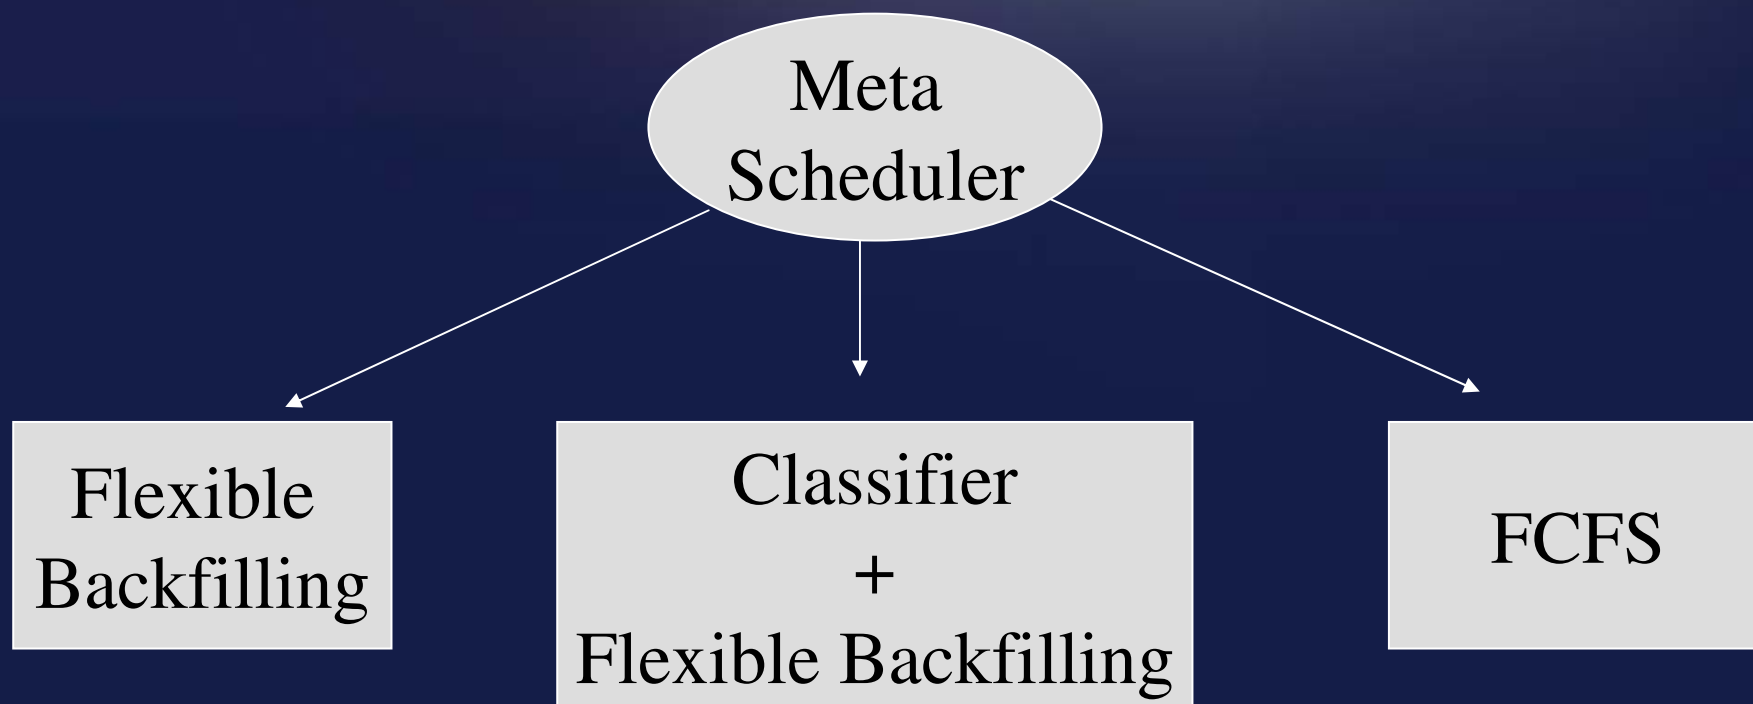 Meta
Scheduler
Flexible
Backfilling
Classifier
+
Flexible Backfilling
FCFS